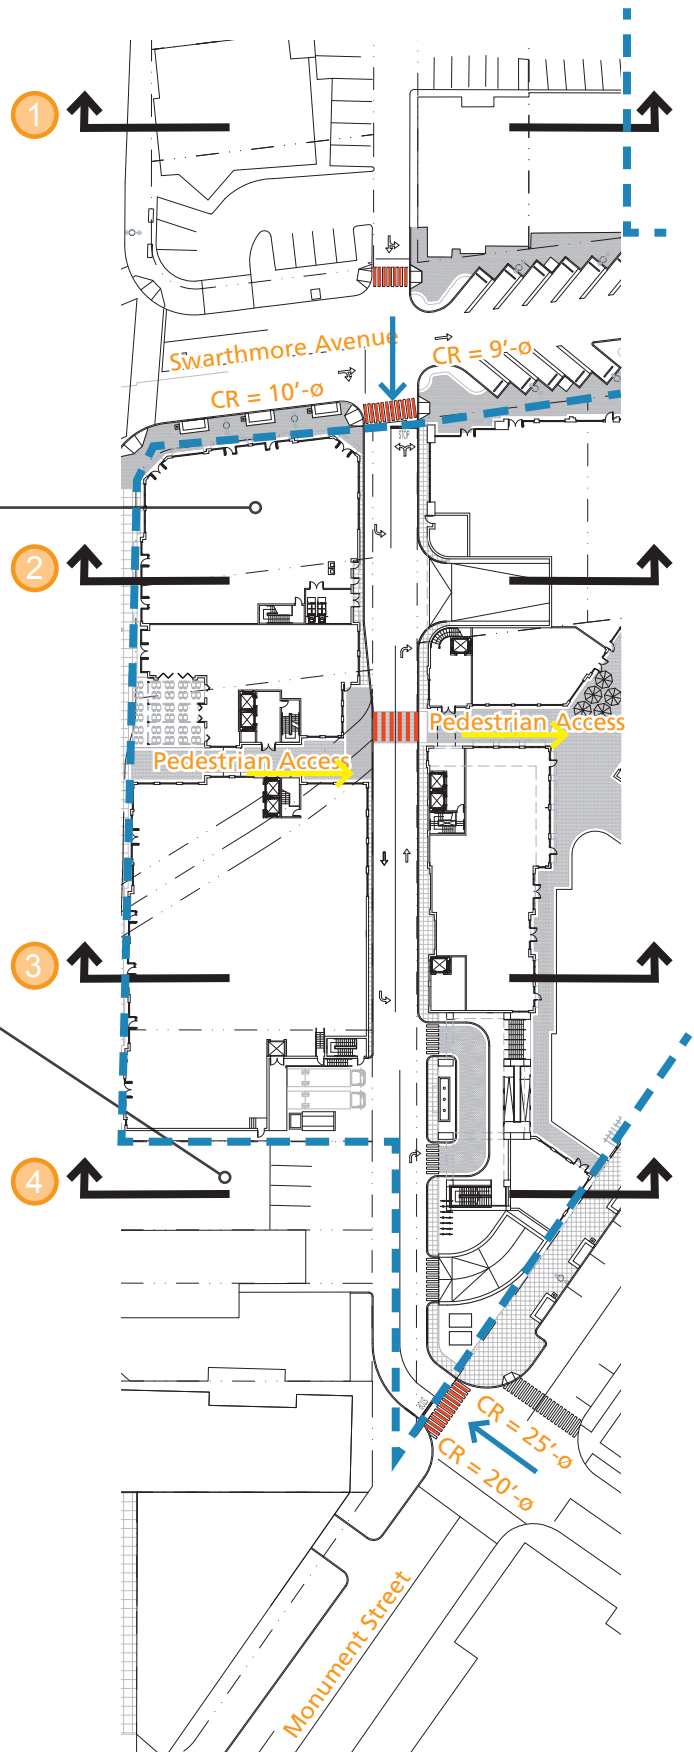 1
Swarthmore Avenue
CR = 9'-ø
CR = 10'-ø
STOP
2
Pedestrian Access
Pedestrian Access
3
4
STOP
CR = 25'-ø
CR = 20'-ø
Monument Street